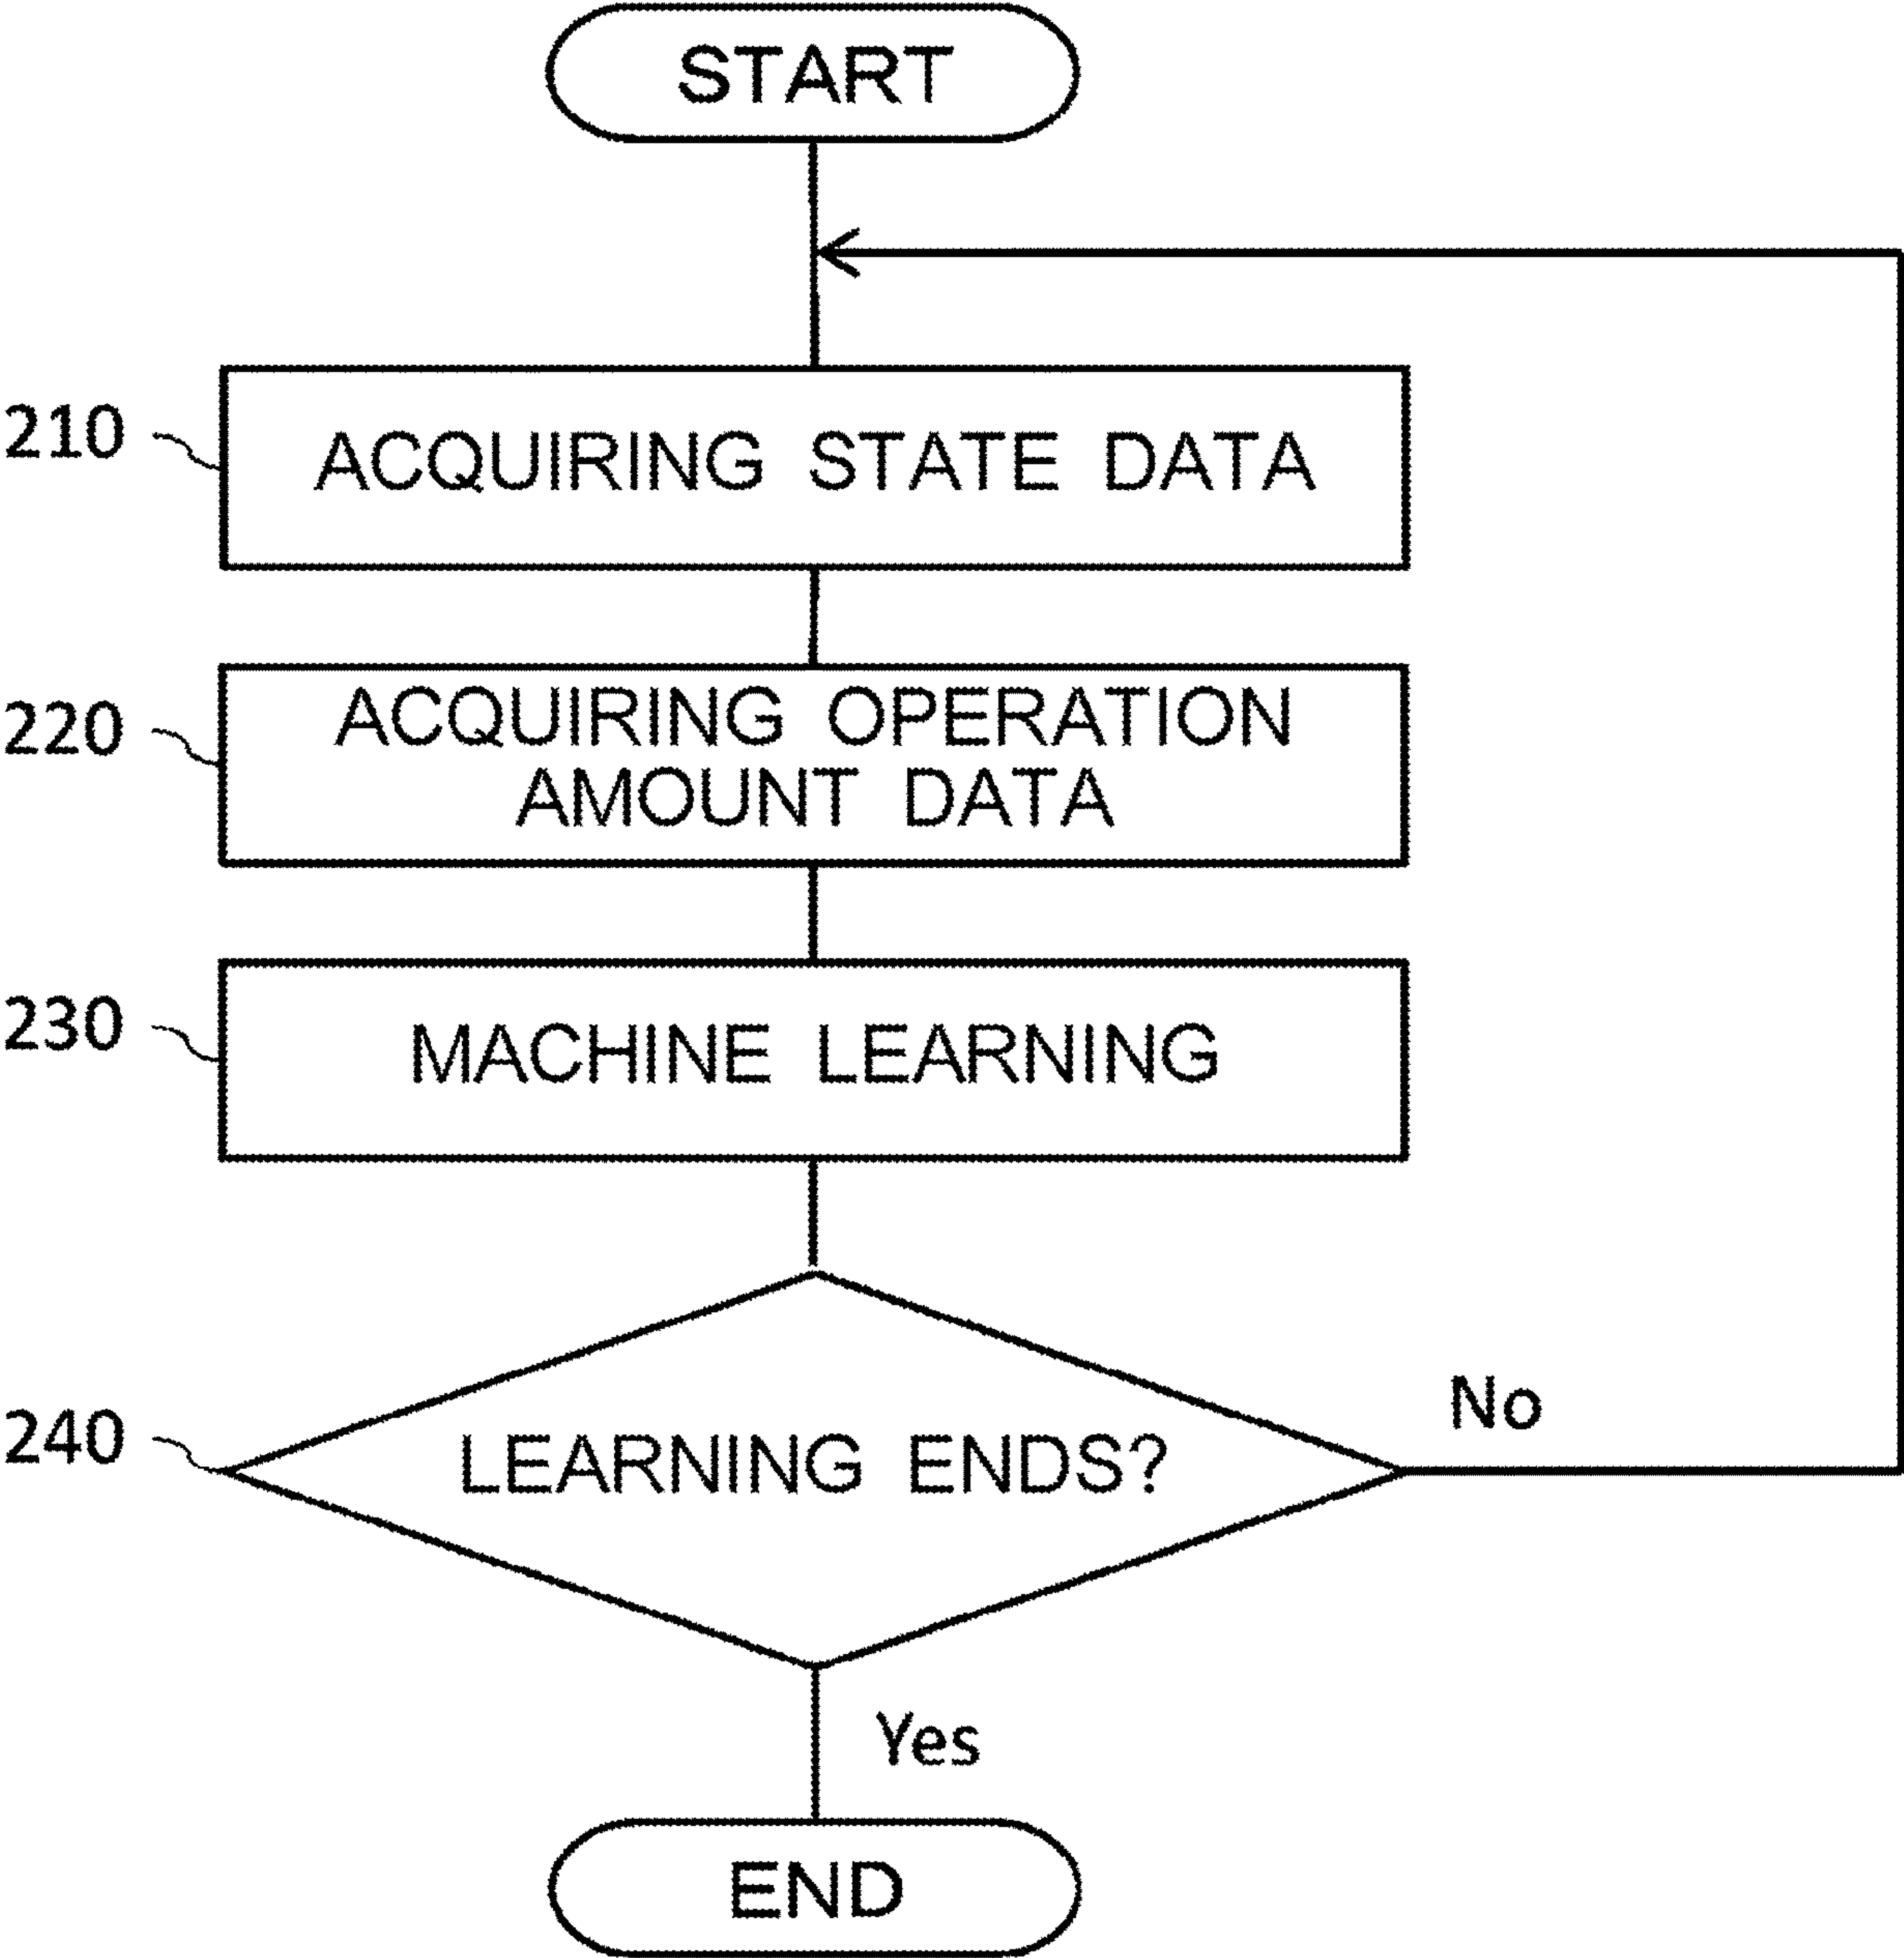 START
210
ACQUIRING STATE DATA
220
ACQUIRING OPERATION
AMOUNT DATA
230
MACHINE LEARNING
240
LEARNING ENDS?
No
Yes
END